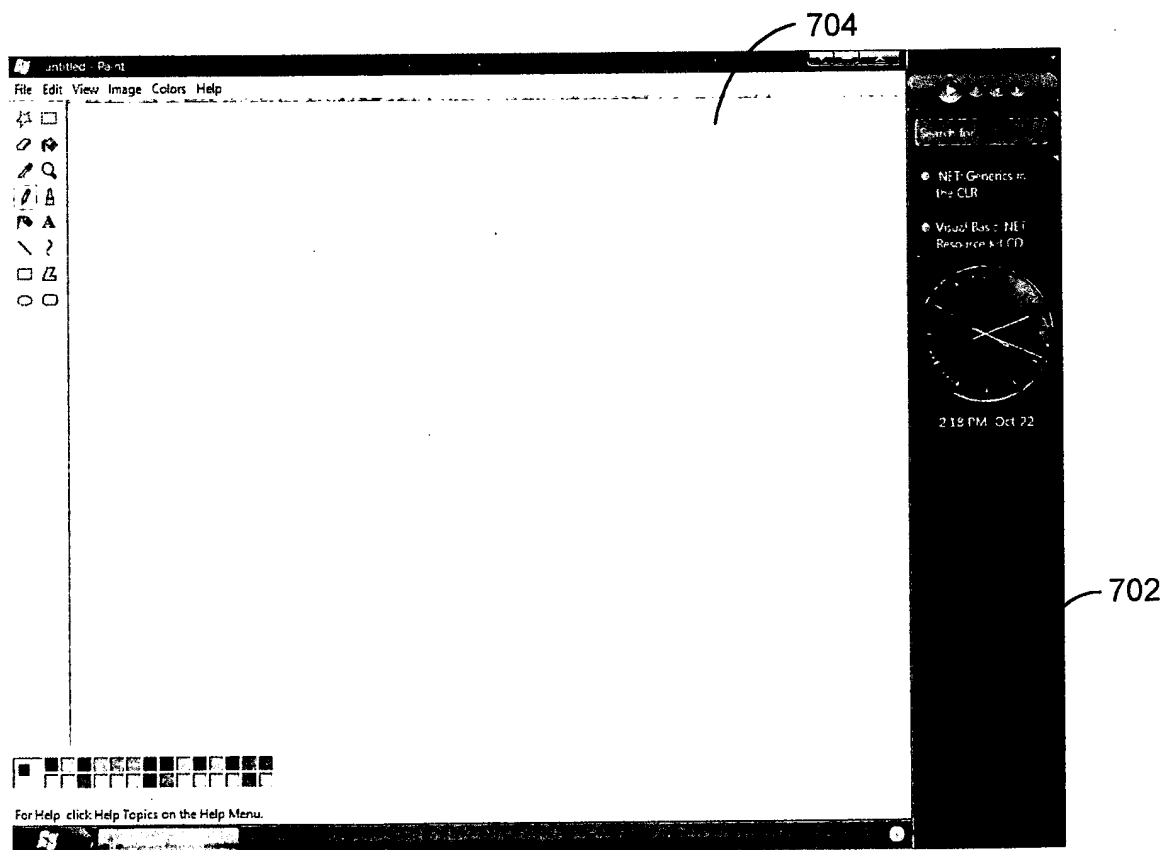 704
untitled - Paint
File Edit View Image Colors Help
Search for
.NET: Generics in
the CLR
Visual Basic .NET
Resource Kit CD
2:18 PM Oct 22
702
For Help click Help Topics on the Help Menu.